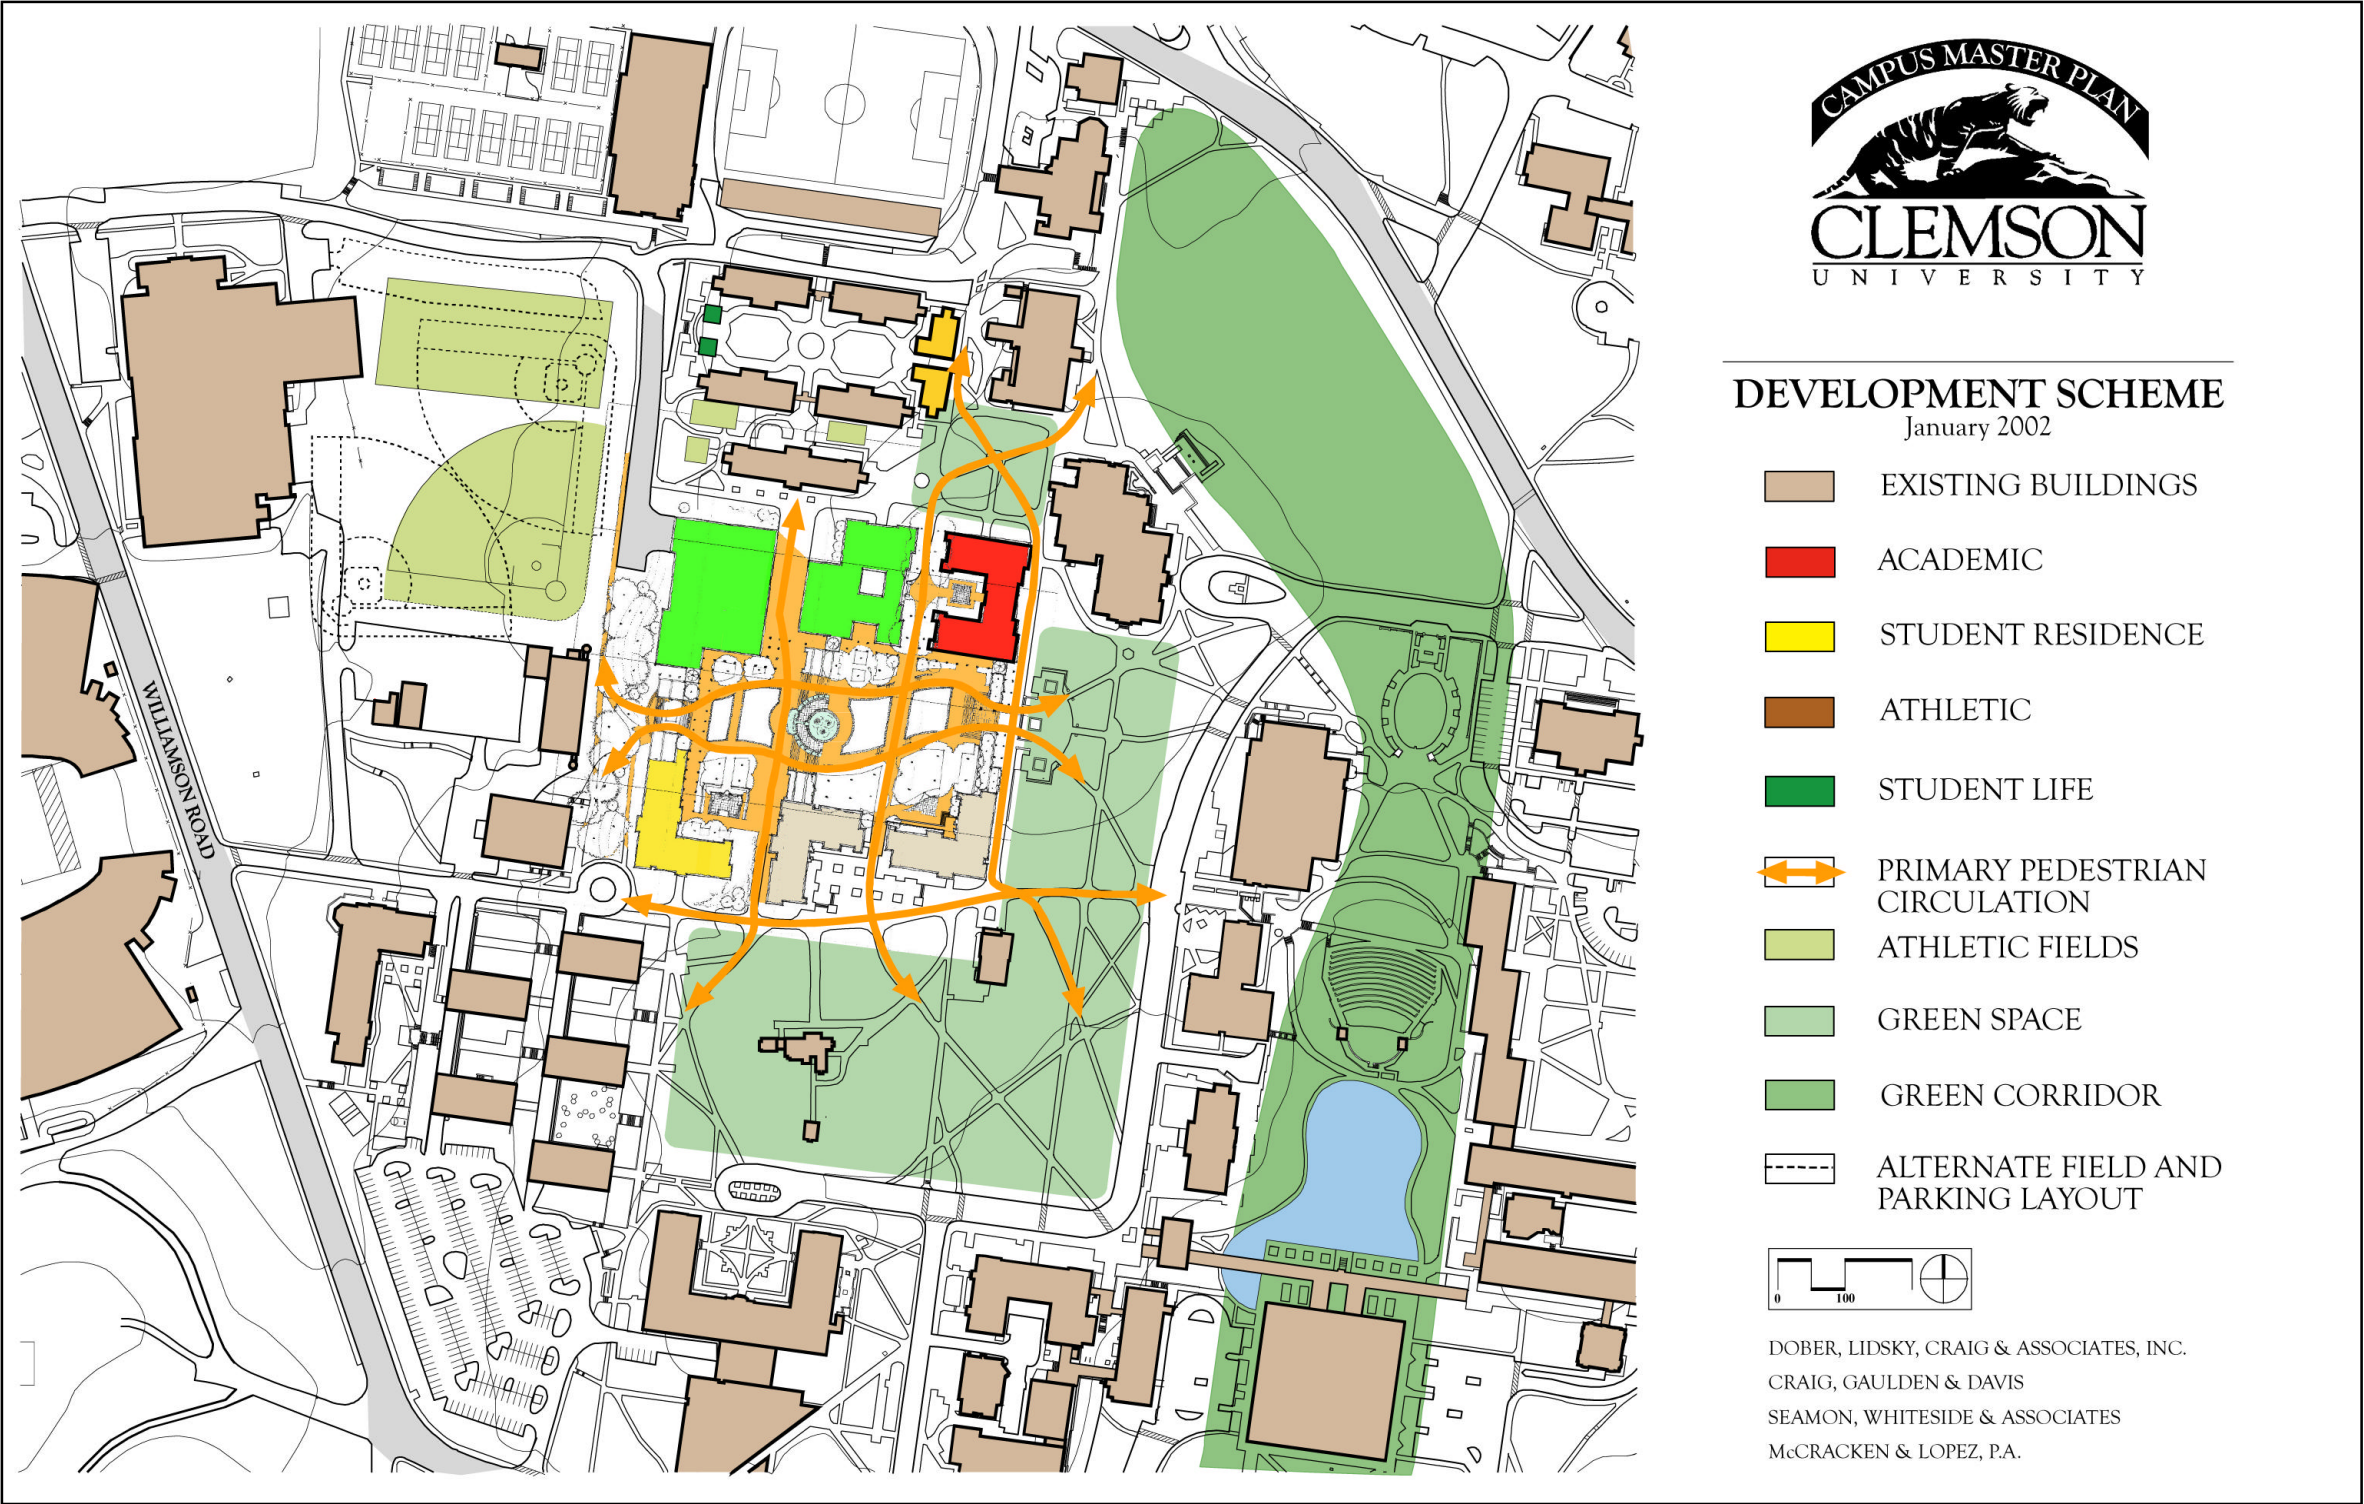 CAMPUS MASTER PLAN
CLEMSON
UNIVERSITY
DEVELOPMENT SCHEME
January 2002
EXISTING BUILDINGS
ACADEMIC
STUDENT RESIDENCE
ATHLETIC
STUDENT LIFE
PRIMARY PEDESTRIAN
CIRCULATION
ATHLETIC FIELDS
GREEN SPACE
GREEN CORRIDOR
ALTERNATE FIELD AND
PARKING LAYOUT
0 100
DOBER, LIDSKY, CRAIG & ASSOCIATES, INC.
CRAIG, GAULDEN & DAVIS
SEAMON, WHITESIDE & ASSOCIATES
McCRACKEN & LOPEZ, P.A.
WILLIAMSON ROAD